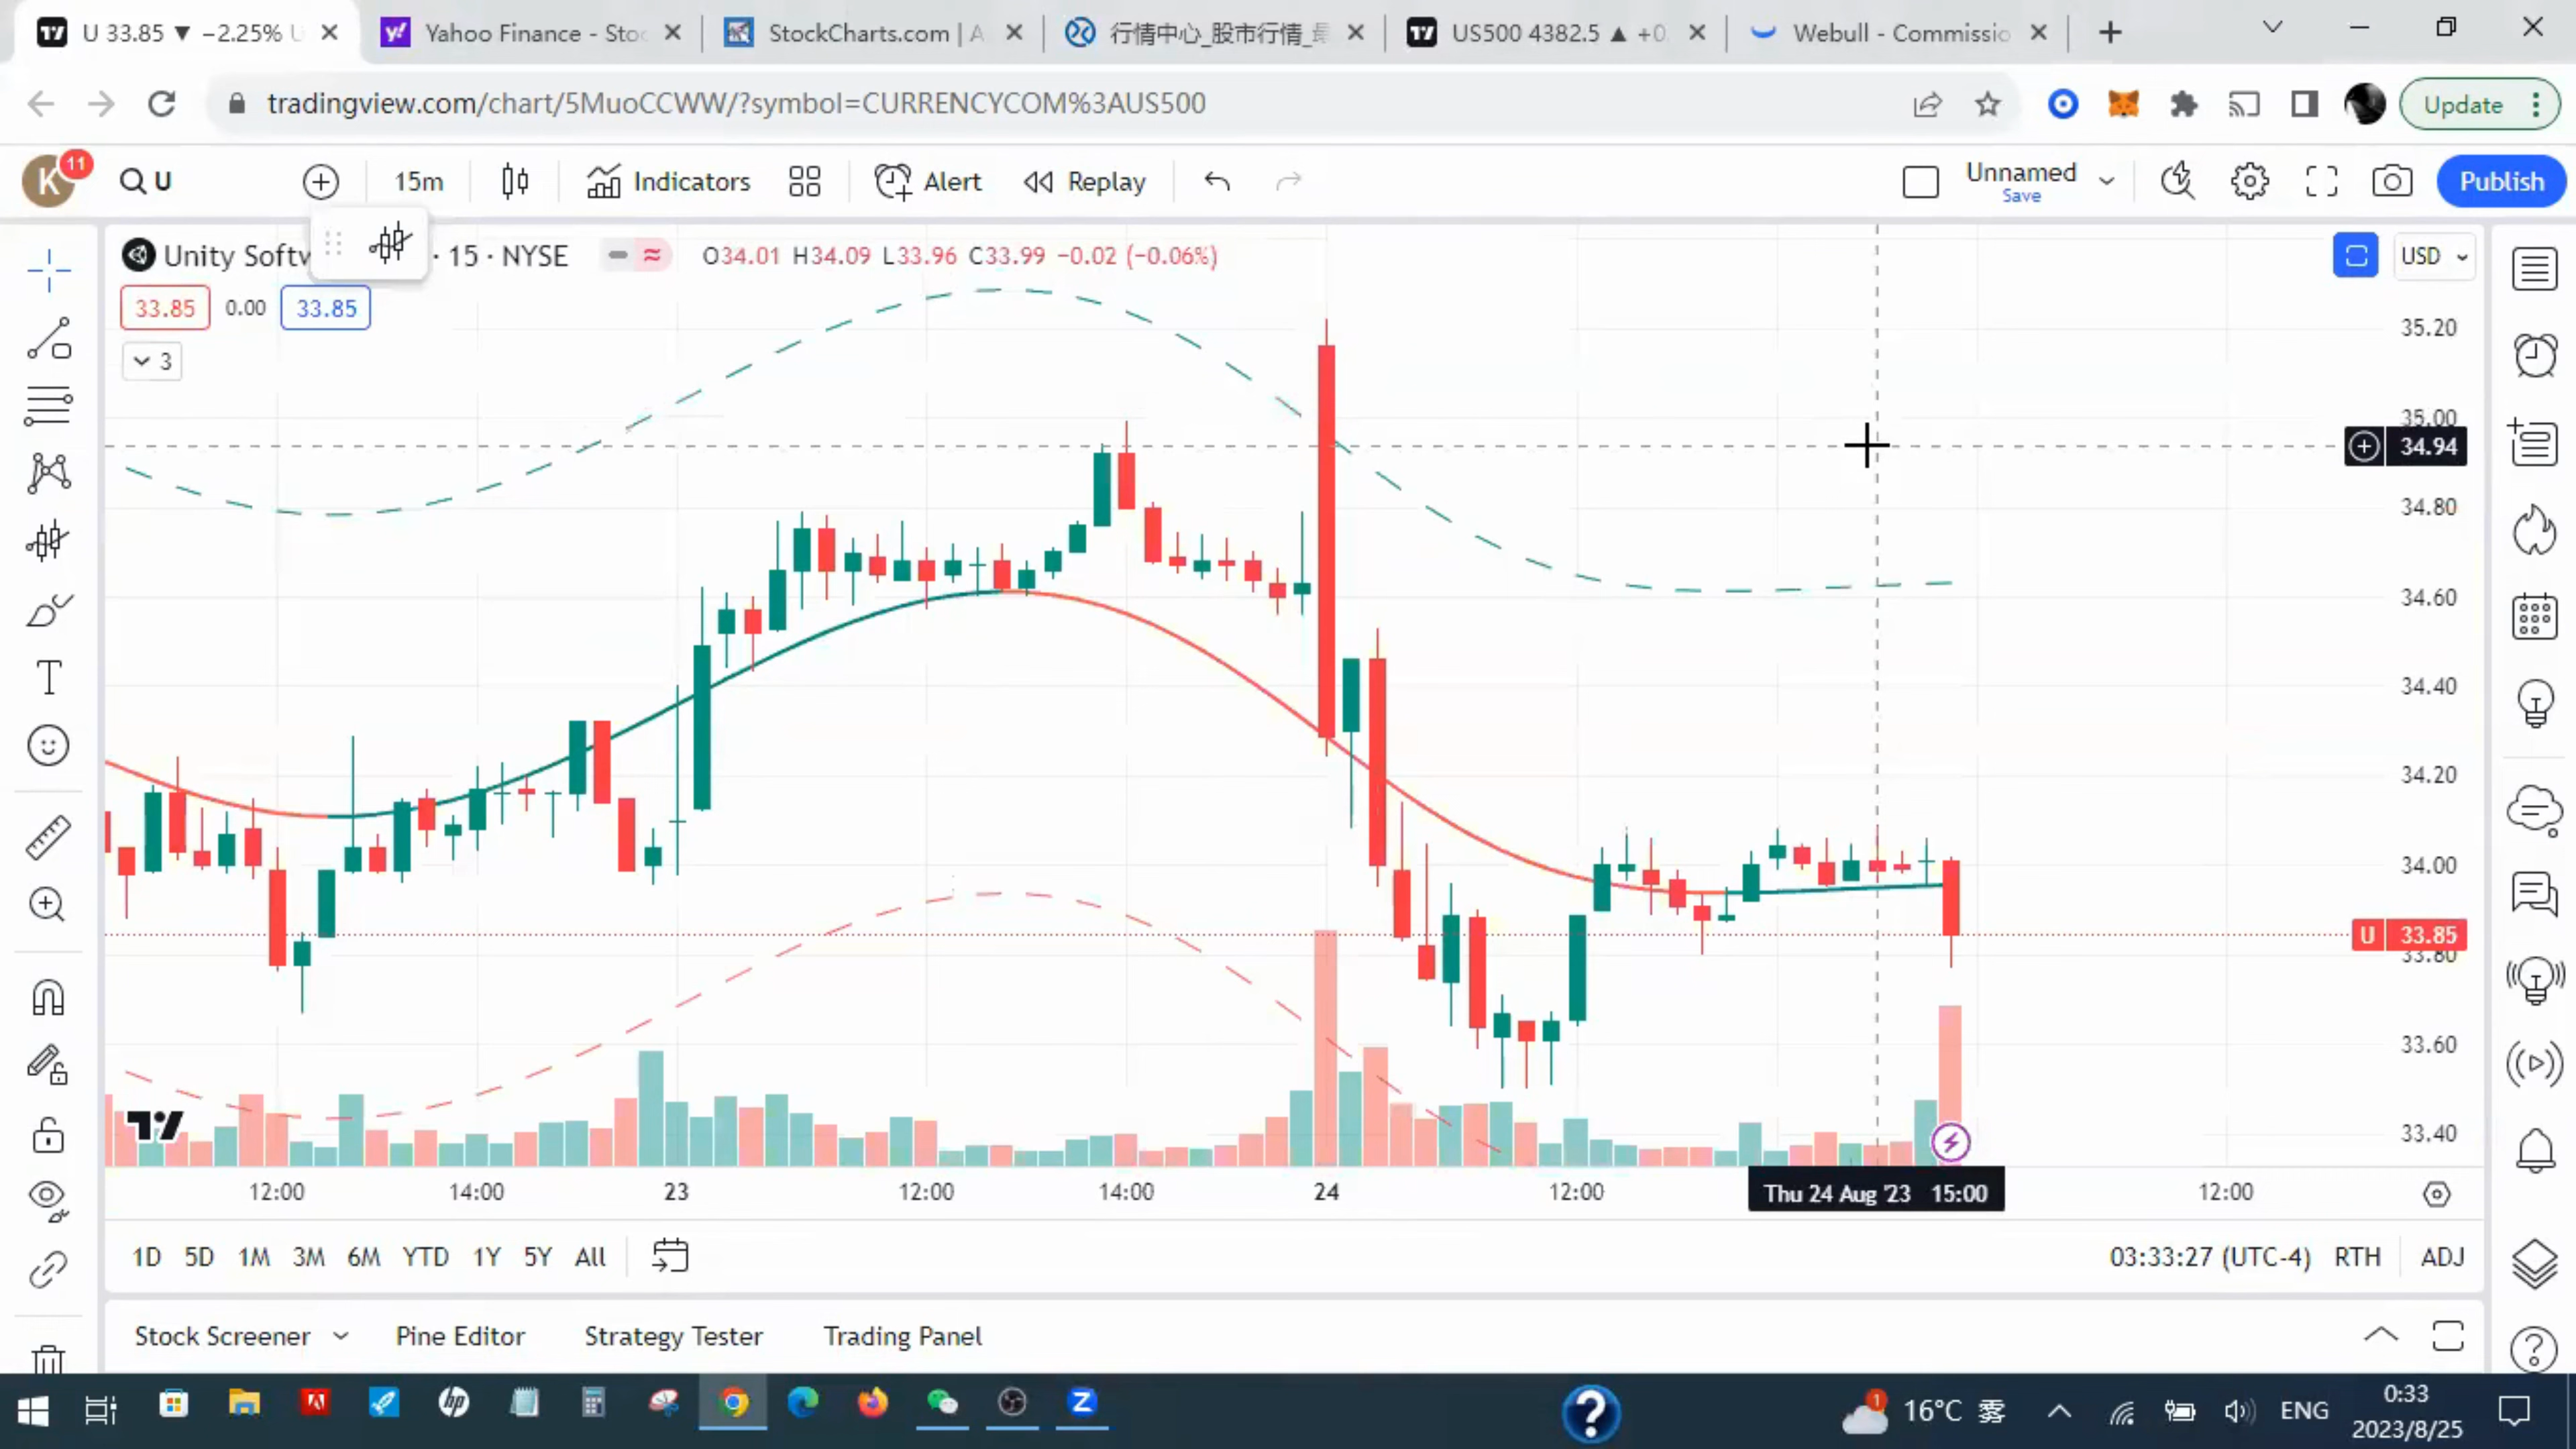 U 33.85 ▼ −2.25% U
Yahoo Finance - Stoc
StockCharts.com | A
行情中心_股市行情_
US500 4382.5 ▲ +0
Webull - Commissio
tradingview.com/chart/5MuoCCWW/?symbol=CURRENCYCOM%3AUS500
Update
K 11
U
15m
Indicators
Alert
Replay
Unnamed
Save
Publish
Unity Softw · 15 · NYSE
O34.01 H34.09 L33.96 C33.99 −0.02 (−0.06%)
USD
33.85 0.00 33.85
3
35.20
35.00
34.94
34.80
34.60
34.40
34.20
34.00
U 33.85
33.80
33.60
33.40
12:00 14:00 23 12:00 14:00 24 12:00 Thu 24 Aug '23 15:00 12:00
1D 5D 1M 3M 6M YTD 1Y 5Y All
03:33:27 (UTC-4) RTH ADJ
Stock Screener Pine Editor Strategy Tester Trading Panel
hp
Z
1
16°C 雾
ENG
0:33
2023/8/25